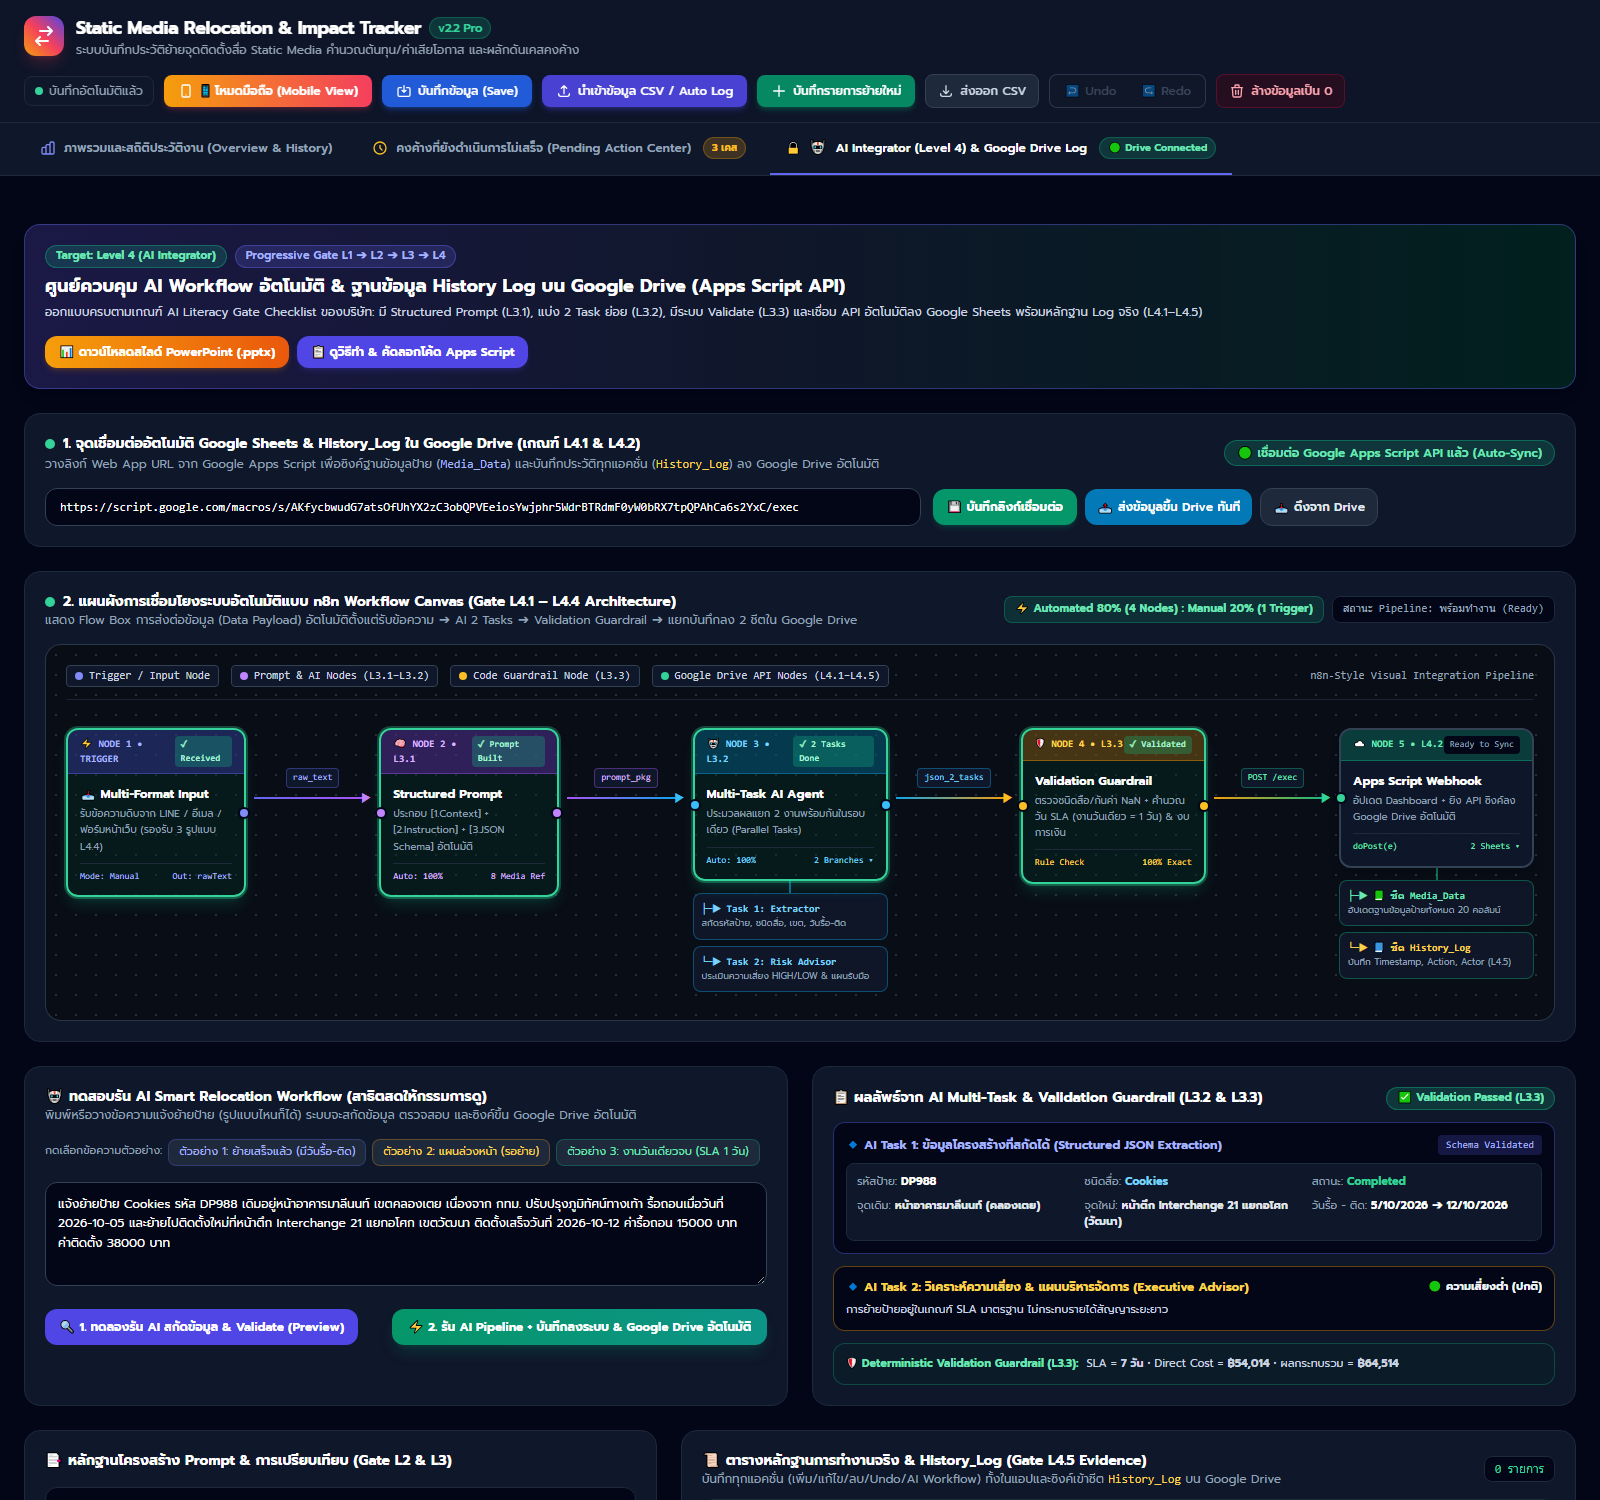 Static Media Relocation & Impact Tracker v2.2 Pro
ระบบบันทึกประวัติย้ายจุดติดตั้งสื่อ Static Media คำนวณต้นทุน/ค่าเสียโอกาส และผลักดันเคสคงค้าง
บันทึกอัตโนมัติแล้ว
โหมดมือถือ (Mobile View)
บันทึกข้อมูล (Save)
นำเข้าข้อมูล CSV / Auto Log
บันทึกรายการย้ายใหม่
ส่งออก CSV
Undo
Redo
ล้างข้อมูลเป็น 0
ภาพรวมและสถิติประวัติงาน (Overview & History)
คงค้างที่ยังดำเนินการไม่เสร็จ (Pending Action Center) 3 เคส
AI Integrator (Level 4) & Google Drive Log Drive Connected
Target: Level 4 (AI Integrator)
Progressive Gate L1 → L2 → L3 → L4
ศูนย์ควบคุม AI Workflow อัตโนมัติ & ฐานข้อมูล History Log บน Google Drive (Apps Script API)
ออกแบบครบตามเกณฑ์ AI Literacy Gate Checklist ของบริษัท: มี Structured Prompt (L3.1), แบ่ง 2 Task ย่อย (L3.2), มีระบบ Validate (L3.3) และเชื่อม API อัตโนมัติลง Google Sheets พร้อมหลักฐาน Log จริง (L4.1–L4.5)
ดาวน์โหลดสไลด์ PowerPoint (.pptx)
ดูวิธีทำ & คัดลอกโค้ด Apps Script
1. จุดเชื่อมต่ออัตโนมัติ Google Sheets & History_Log ใน Google Drive (เกณฑ์ L4.1 & L4.2)
วางลิงก์ Web App URL จาก Google Apps Script เพื่อซิงค์ฐานข้อมูลป้าย (Media_Data) และบันทึกประวัติทุกแอคชั่น (History_Log) ลง Google Drive อัตโนมัติ
เชื่อมต่อ Google Apps Script API แล้ว (Auto-Sync)
https://script.google.com/macros/s/AKfycbwudG7atsOfUhYX2zC3obQPVEeiosYwjphr5WdrBTRdmF0yW0bRX7tpQPAhCa6s2YxC/exec
บันทึกลิงก์เชื่อมต่อ
ส่งข้อมูลขึ้น Drive ทันที
ดึงจาก Drive
2. แผนผังการเชื่อมโยงระบบอัตโนมัติแบบ n8n Workflow Canvas (Gate L4.1 – L4.4 Architecture)
แสดง Flow Box การส่งต่อข้อมูล (Data Payload) อัตโนมัติตั้งแต่รับข้อความ → AI 2 Tasks → Validation Guardrail → แยกบันทึกลง 2 ชีตใน Google Drive
Automated 80% (4 Nodes) : Manual 20% (1 Trigger)
สถานะ Pipeline: พร้อมทำงาน (Ready)
Trigger / Input Node
Prompt & AI Nodes (L3.1–L3.2)
Code Guardrail Node (L3.3)
Google Drive API Nodes (L4.1–L4.5)
n8n-Style Visual Integration Pipeline
NODE 1 • TRIGGER
✓ Received
Multi-Format Input
รับข้อความดิบจาก LINE / อีเมล / ฟอร์มหน้าเว็บ (รองรับ 3 รูปแบบ L4.4)
Mode: Manual Out: rawText
raw_text
NODE 2 • L3.1
✓ Prompt Built
Structured Prompt
ประกอบ [1.Context] + [2.Instruction] + [3.JSON Schema] อัตโนมัติ
Auto: 100% 8 Media Ref
prompt_pkg
NODE 3 • L3.2
✓ 2 Tasks Done
Multi-Task AI Agent
ประมวลผลแยก 2 งานพร้อมกันในรอบเดียว (Parallel Tasks)
Auto: 100% 2 Branches ▾
├─▶ Task 1: Extractor
สกัดรหัสป้าย, ชนิดสื่อ, เขต, วันรื้อ-ติด
└─▶ Task 2: Risk Advisor
ประเมินความเสี่ยง HIGH/LOW & แผนรับมือ
json_2_tasks
NODE 4 • L3.3 ✓ Validated
Validation Guardrail
ตรวจชนิดสื่อ/กันค่า NaN + คำนวณวัน SLA (งานวันเดียว = 1 วัน) & งบการเงิน
Rule Check 100% Exact
POST /exec
NODE 5 • L4.2 Ready to Sync
Apps Script Webhook
อัปเดต Dashboard + ยิง API ซิงค์ลง Google Drive อัตโนมัติ
doPost(e) 2 Sheets ▾
├─▶ ชีต Media_Data
อัปเดตฐานข้อมูลป้ายทั้งหมด 20 คอลัมน์
└─▶ ชีต History_Log
บันทึก Timestamp, Action, Actor (L4.5)
ทดสอบรัน AI Smart Relocation Workflow (สาธิตสดให้กรรมการดู)
พิมพ์หรือวางข้อความแจ้งย้ายป้าย (รูปแบบไหนก็ได้) ระบบจะสกัดข้อมูล ตรวจสอบ และซิงค์ขึ้น Google Drive อัตโนมัติ
กดเลือกข้อความตัวอย่าง:
ตัวอย่าง 1: ย้ายเสร็จแล้ว (มีวันรื้อ-ติด)
ตัวอย่าง 2: แผนล่วงหน้า (รอย้าย)
ตัวอย่าง 3: งานวันเดียวจบ (SLA 1 วัน)
แจ้งย้ายป้าย Cookies รหัส DP988 เดิมอยู่หน้าอาคารมาลีนนท์ เขตคลองเตย เนื่องจาก กทม. ปรับปรุงภูมิทัศน์ทางเท้า รื้อถอนเมื่อวันที่
2026-10-05 และย้ายไปติดตั้งใหม่ที่หน้าตึก Interchange 21 แยกอโศก เขตวัฒนา ติดตั้งเสร็จวันที่ 2026-10-12 ค่ารื้อถอน 15000 บาท
ค่าติดตั้ง 38000 บาท
1. ทดลองรัน AI สกัดข้อมูล & Validate (Preview)
2. รัน AI Pipeline + บันทึกลงระบบ & Google Drive อัตโนมัติ
ผลลัพธ์จาก AI Multi-Task & Validation Guardrail (L3.2 & L3.3)
Validation Passed (L3.3)
AI Task 1: ข้อมูลโครงสร้างที่สกัดได้ (Structured JSON Extraction)
Schema Validated
รหัสป้าย: DP988
ชนิดสื่อ: Cookies
สถานะ: Completed
จุดเดิม: หน้าอาคารมาลีนนท์ (คลองเตย)
จุดใหม่: หน้าตึก Interchange 21 แยกอโศก (วัฒนา)
วันรื้อ - ติด: 5/10/2026 → 12/10/2026
AI Task 2: วิเคราะห์ความเสี่ยง & แผนบริหารจัดการ (Executive Advisor)
ความเสี่ยงต่ำ (ปกติ)
การย้ายป้ายอยู่ในเกณฑ์ SLA มาตรฐาน ไม่กระทบรายได้สัญญาระยะยาว
Deterministic Validation Guardrail (L3.3): SLA = 7 วัน · Direct Cost = ฿54,014 · ผลกระทบรวม = ฿64,514
หลักฐานโครงสร้าง Prompt & การเปรียบเทียบ (Gate L2 & L3)
ตารางหลักฐานการทำงานจริง & History_Log (Gate L4.5 Evidence)
บันทึกทุกแอคชั่น (เพิ่ม/แก้ไข/ลบ/Undo/AI Workflow) ทั้งในแอปและซิงค์เข้าชีต History_Log บน Google Drive
0 รายการ